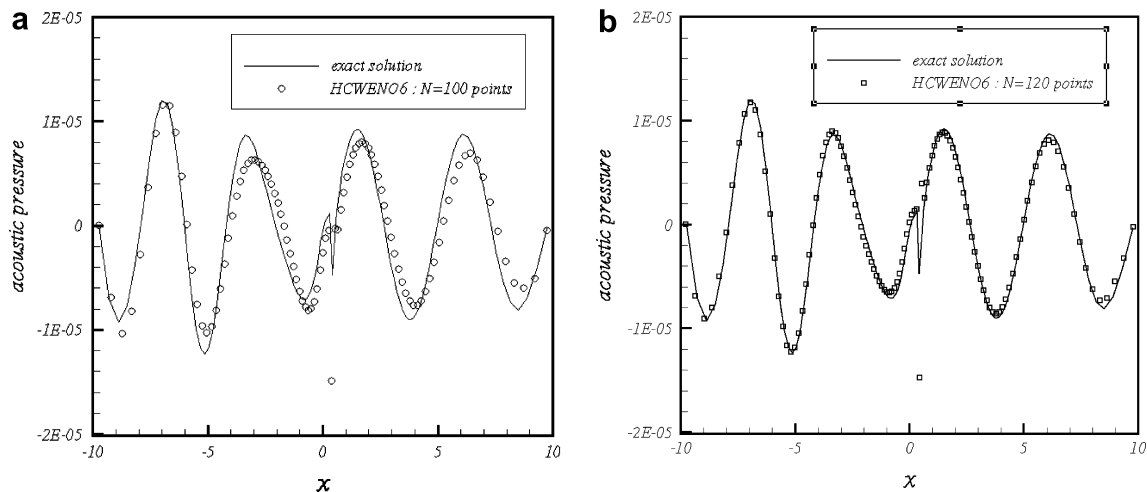 a
2E-05
1E-05
0
-1E-05
-2E-05
acoustic pressure
exact solution
HCWENO6 : N=100 points
-10
-5
0
5
10
x
b
2E-05
1E-05
0
-1E-05
-2E-05
acoustic pressure
exact solution
HCWENO6 : N=120 points
-10
-5
0
5
10
x